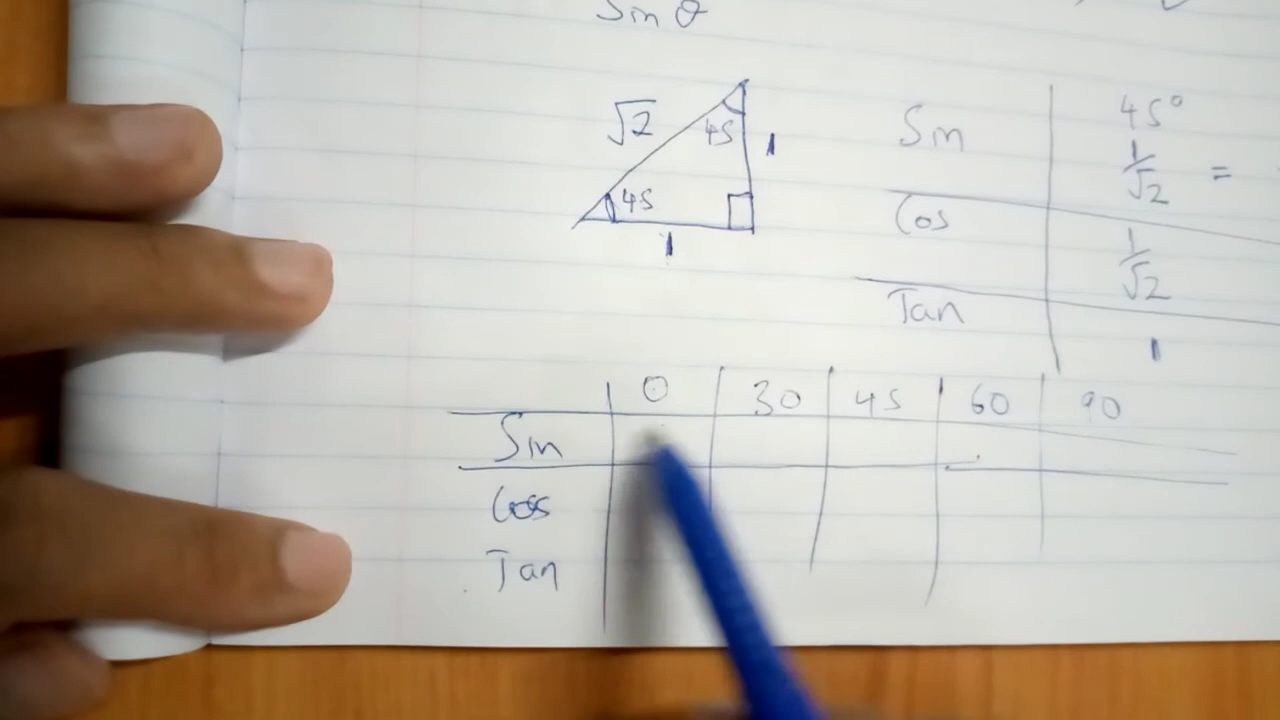 Sin θ
√2
45
1
45
1
45°
Sin 1/√2 =
Cos 1/√2
Tan 1
0 30 45 60 90
Sin
Cos
Tan